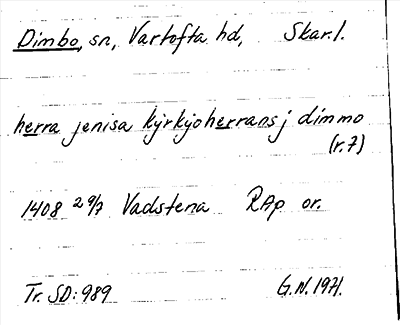 Dimbo, sn, Vartofta hd, Skar.l.
herra jenisa kyrkyoherrans j dimmo
(r.7)
1408 29/7 Vadstena RAp or.
Tr. SD: 989 G.N. 1971.